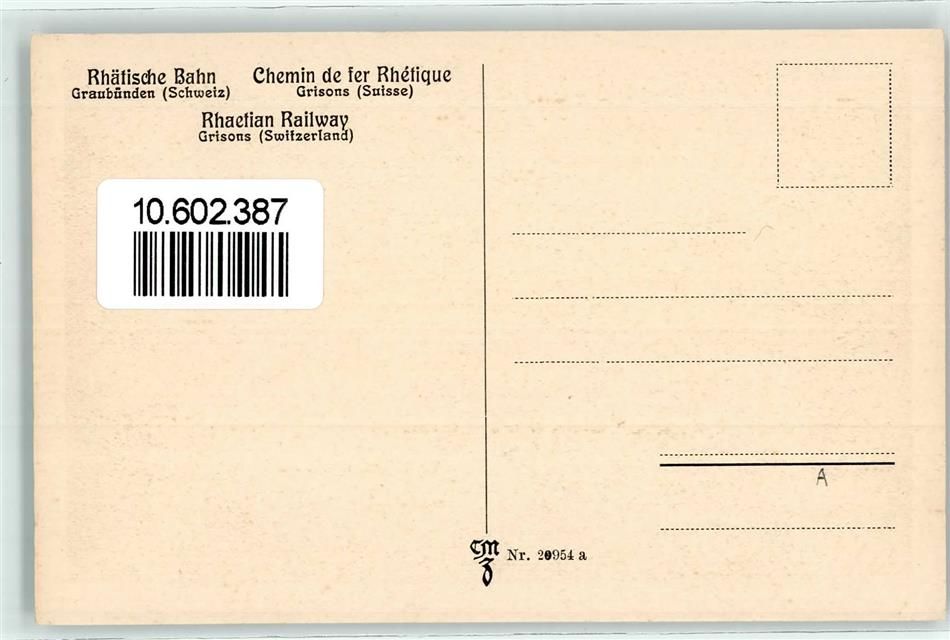 Rhätische Bahn
Graubünden (Schweiz)
Chemin de fer Rhétique
Grisons (Suisse)
Rhaetian Railway
Grisons (Switzerland)
10.602.387
A
CMZ
Nr. 20954 a